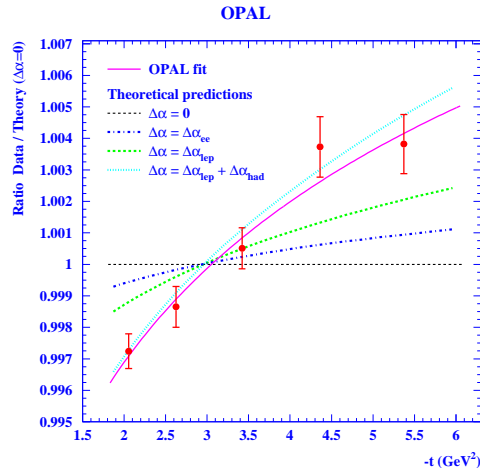 OPAL
Ratio Data / Theory (Δα=0)
1.007
1.006
1.005
1.004
1.003
1.002
1.001
1
0.999
0.998
0.997
0.996
0.995
OPAL fit
Theoretical predictions
Δα = 0
Δα = Δα_ee
Δα = Δα_lep
Δα = Δα_lep + Δα_had
1.5 2 2.5 3 3.5 4 4.5 5 5.5 6
-t (GeV²)